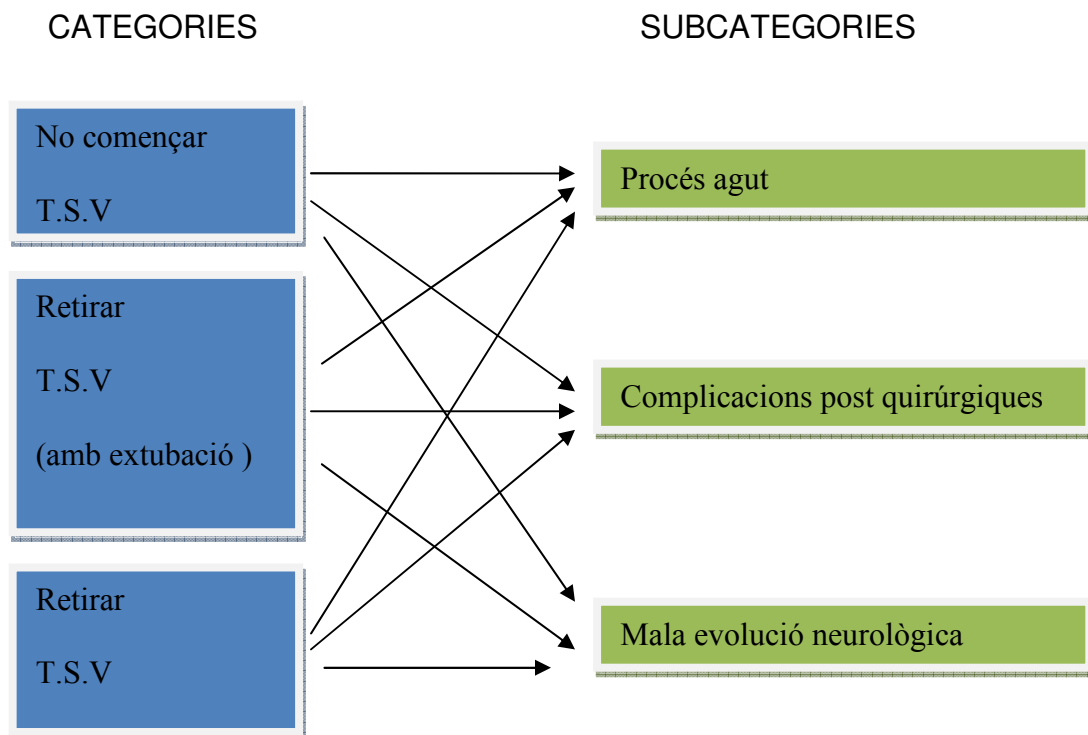 CATEGORIES
SUBCATEGORIES
No començar
T.S.V
Procés agut
Retirar
T.S.V
(amb extubació )
Complicacions post quirúrgiques
Retirar
T.S.V
Mala evolució neurològica